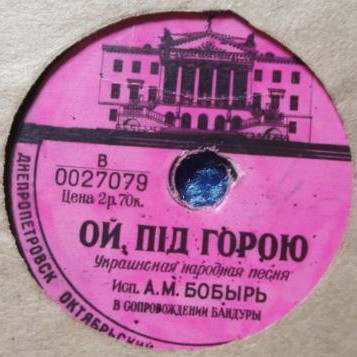 В
0027079
Цена 2р.70к.
ОЙ, ПІД ГОРОЮ
Украинская народная песня
Исп. А.М. БОБЫРЬ
В СОПРОВОЖДЕНИИ БАНДУРЫ
ДНЕПРОПЕТРОВСК ОКТЯБРЬСКИЙ